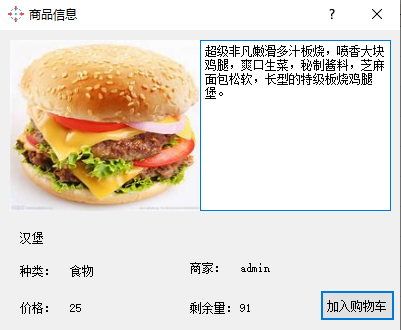 商品信息
超级非凡嫩滑多汁板烧，喷香大块
鸡腿，爽口生菜，秘制酱料，芝麻
面包松软，长型的特级板烧鸡腿
堡。
汉堡
种类： 食物
商家： admin
价格： 25
剩余量：91
加入购物车